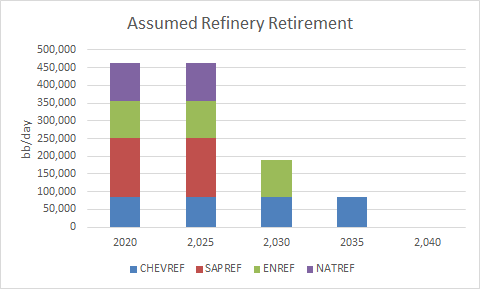 Assumed Refinery Retirement
500,000
450,000
400,000
350,000
300,000
250,000
200,000
150,000
100,000
50,000
0
bb/day
2020 2,025 2,030 2035 2,040
CHEVREF SAPREF ENREF NATREF